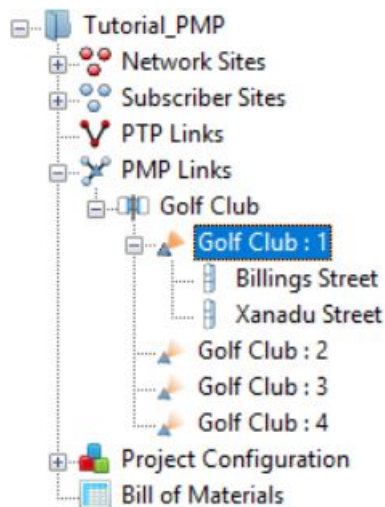 Tutorial_PMP
Network Sites
Subscriber Sites
PTP Links
PMP Links
Golf Club
Golf Club : 1
Billings Street
Xanadu Street
Golf Club : 2
Golf Club : 3
Golf Club : 4
Project Configuration
Bill of Materials